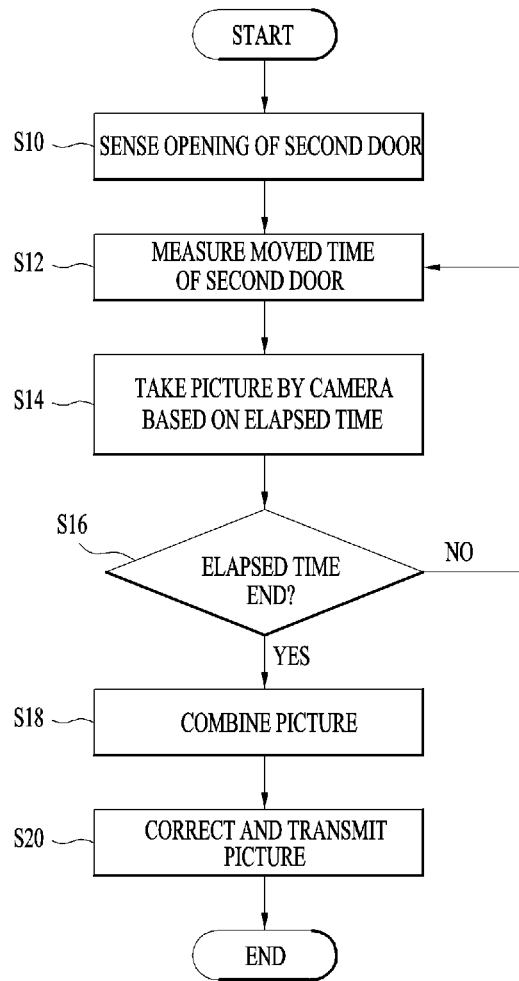 START
S10
SENSE OPENING OF SECOND DOOR
S12
MEASURE MOVED TIME
OF SECOND DOOR
S14
TAKE PICTURE BY CAMERA
BASED ON ELAPSED TIME
S16
ELAPSED TIME
END?
NO
YES
S18
COMBINE PICTURE
S20
CORRECT AND TRANSMIT
PICTURE
END